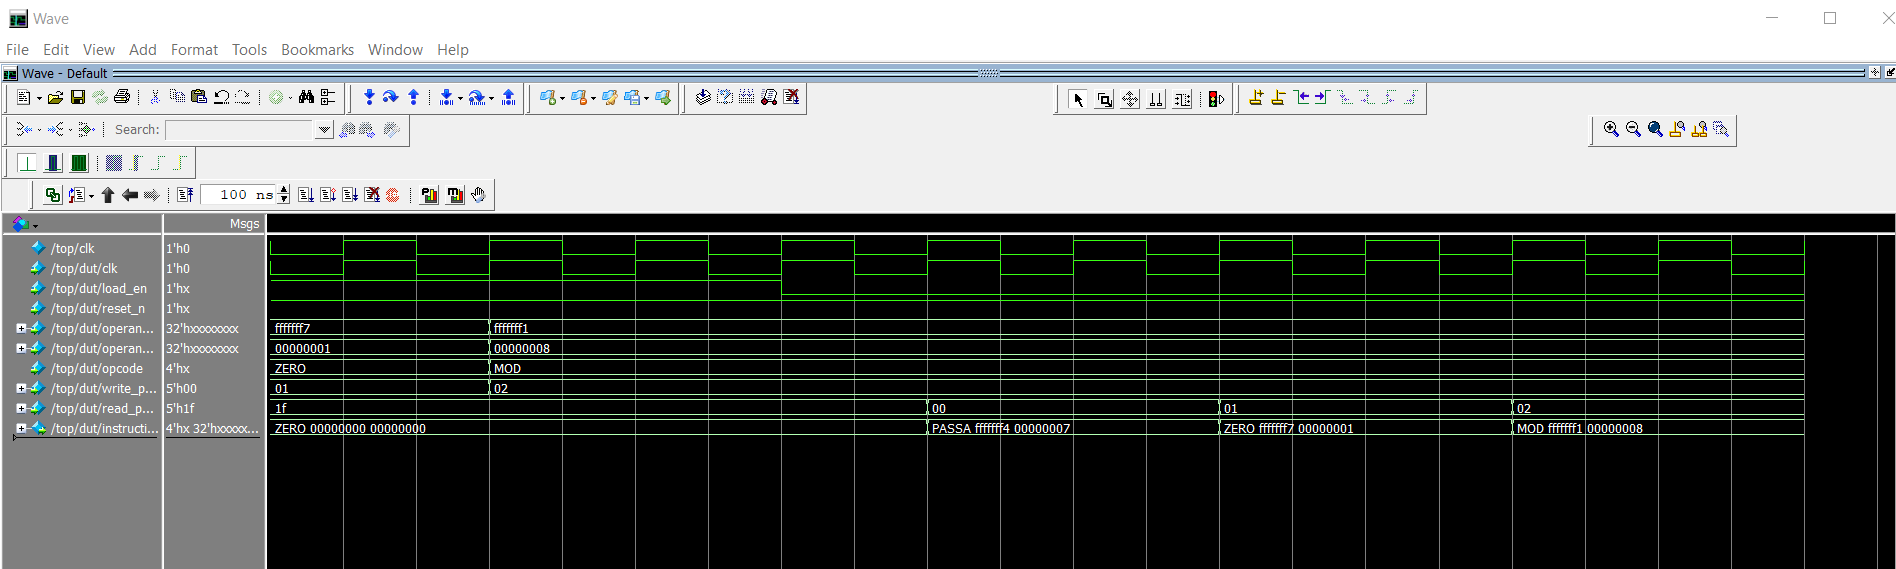 Wave
File Edit View Add Format Tools Bookmarks Window Help
Wave - Default
Search:
100 ns
Msgs
/top/clk 1'h0
/top/dut/clk 1'h0
/top/dut/load_en 1'hx
/top/dut/reset_n 1'hx
/top/dut/operan... 32'hxxxxxxxx fffffff7 fffffff1
/top/dut/operan... 32'hxxxxxxxx 00000001 00000008
/top/dut/opcode 4'hx ZERO MOD
/top/dut/write_p... 5'h00 01 02
/top/dut/read_p... 5'h1f 1f 00 01 02
/top/dut/instructi... 4'hx 32'hxxxxx... ZERO 00000000 00000000 PASSA fffffff4 00000007 ZERO fffffff7 00000001 MOD fffffff1 00000008